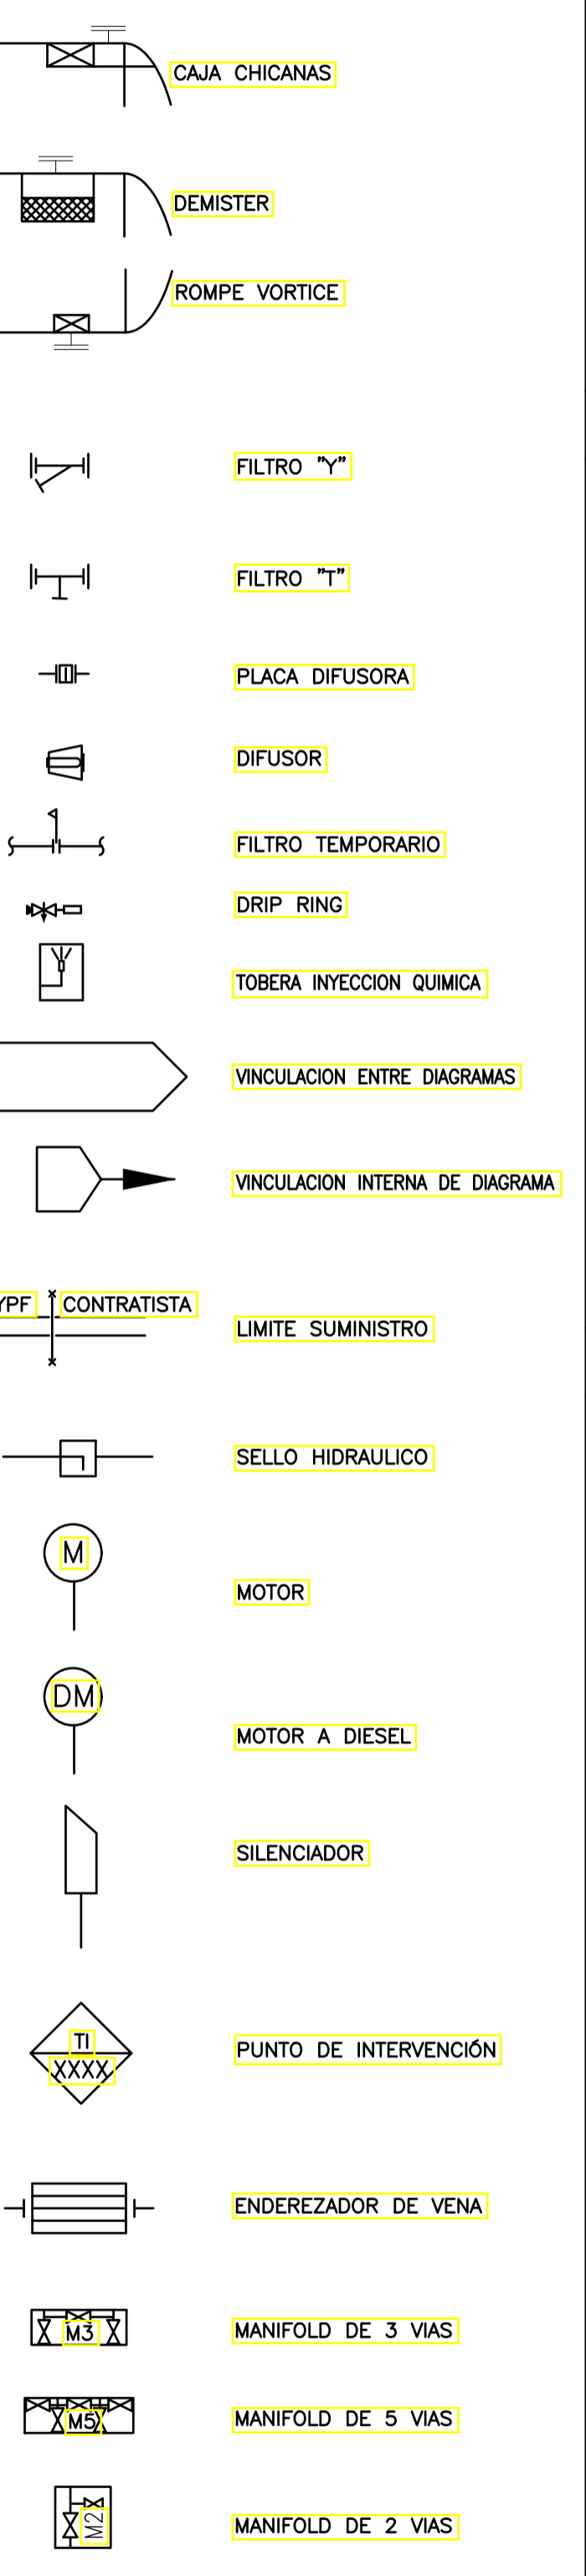 CAJA CHICANAS
DEMISTER
ROMPE VORTICE
FILTRO "Y"
FILTRO "T"
PLACA DIFUSORA
DIFUSOR
FILTRO TEMPORARIO
DRIP RING
TOBERA INYECCION QUIMICA
VINCULACION ENTRE DIAGRAMAS
VINCULACION INTERNA DE DIAGRAMA
YPF CONTRATISTA
LIMITE SUMINISTRO
SELLO HIDRAULICO
M
MOTOR
DM
MOTOR A DIESEL
SILENCIADOR
TI
PUNTO DE INTERVENCIÓN
XXXX
ENDEREZADOR DE VENA
M3 MANIFOLD DE 3 VIAS
M5 MANIFOLD DE 5 VIAS
M2 MANIFOLD DE 2 VIAS